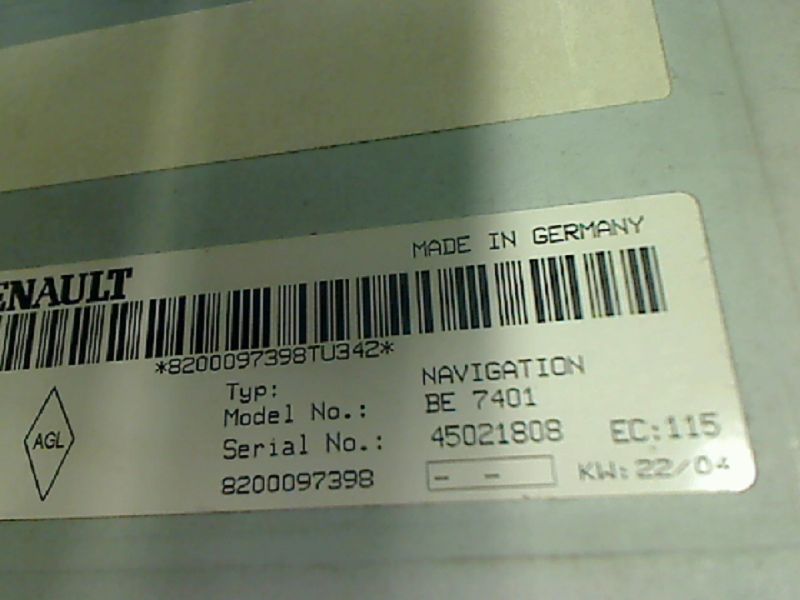 MADE IN GERMANY
ENAULT
*8200097398TU342*
Typ: NAVIGATION
Model No.: BE 7401
Serial No.: 45021808 EC:115
8200097398 - - KW: 22/04
AGL